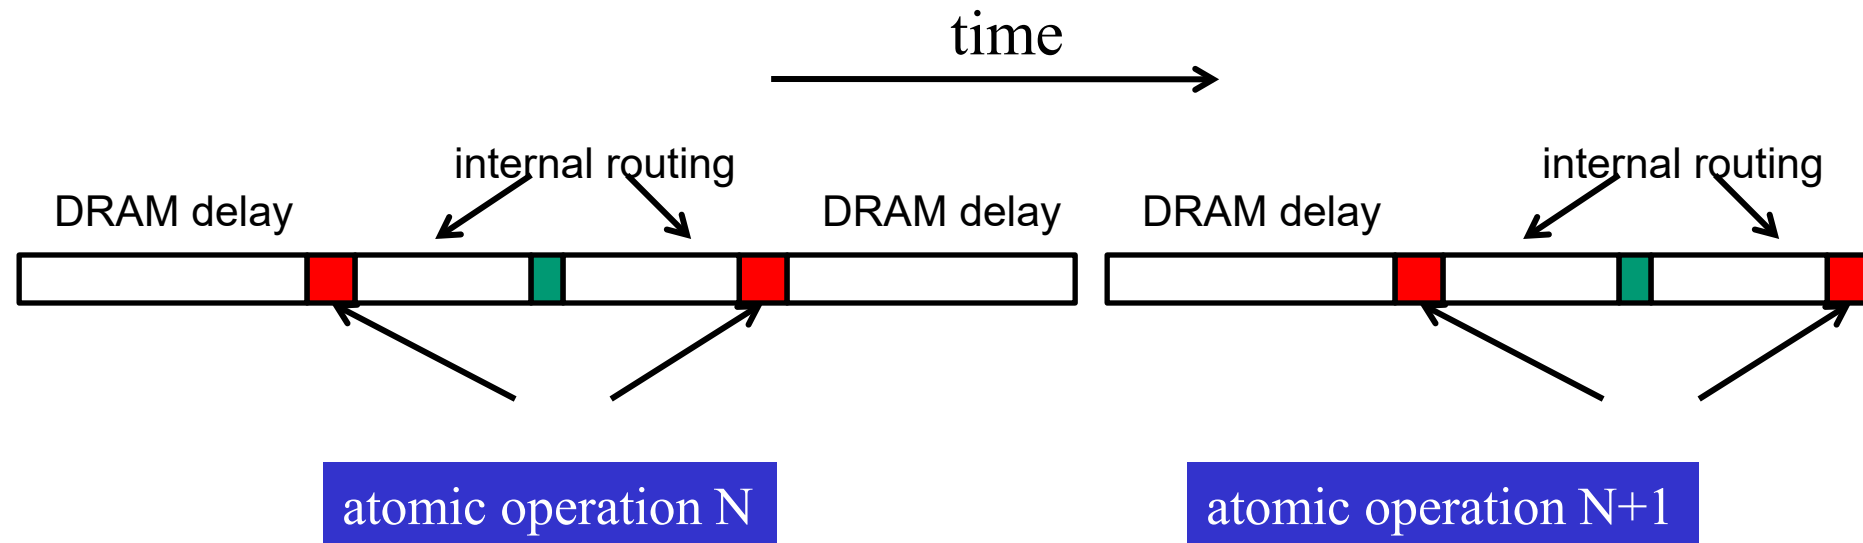 time
internal routing
internal routing
DRAM delay
DRAM delay
DRAM delay
atomic operation N
atomic operation N+1